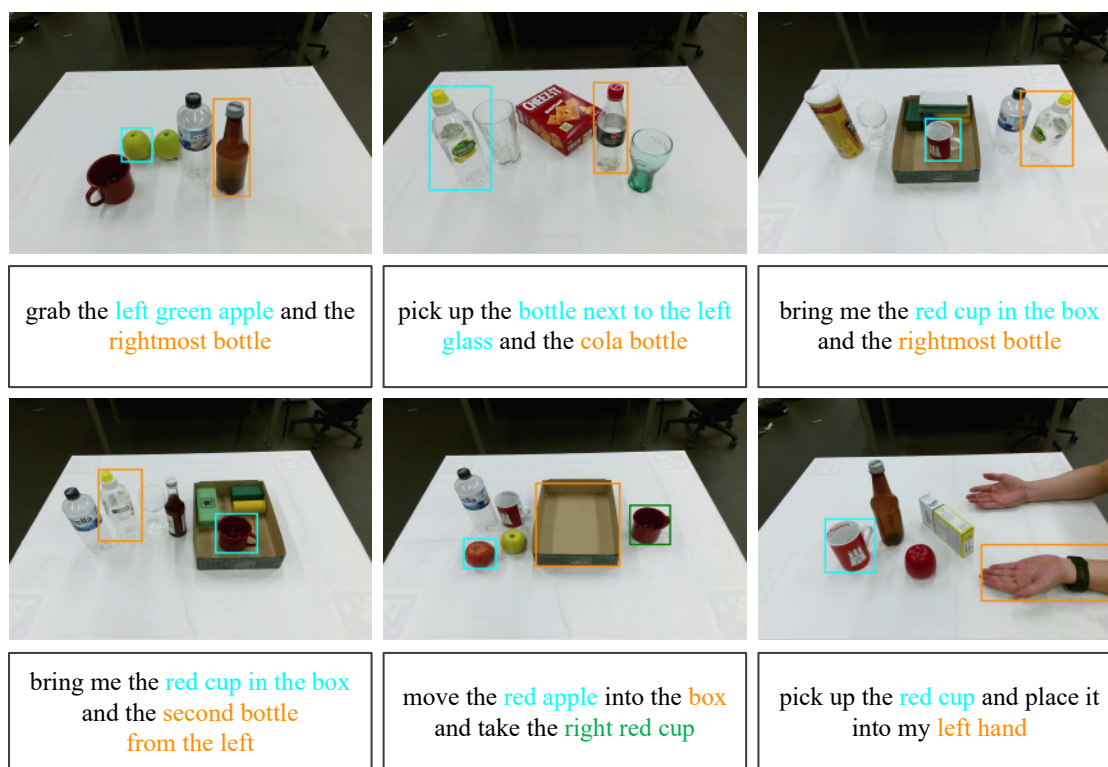 CHEEZ-IT
grab the left green apple and the
rightmost bottle
pick up the bottle next to the left
glass and the cola bottle
bring me the red cup in the box
and the rightmost bottle
bring me the red cup in the box
and the second bottle
from the left
move the red apple into the box
and take the right red cup
pick up the red cup and place it
into my left hand